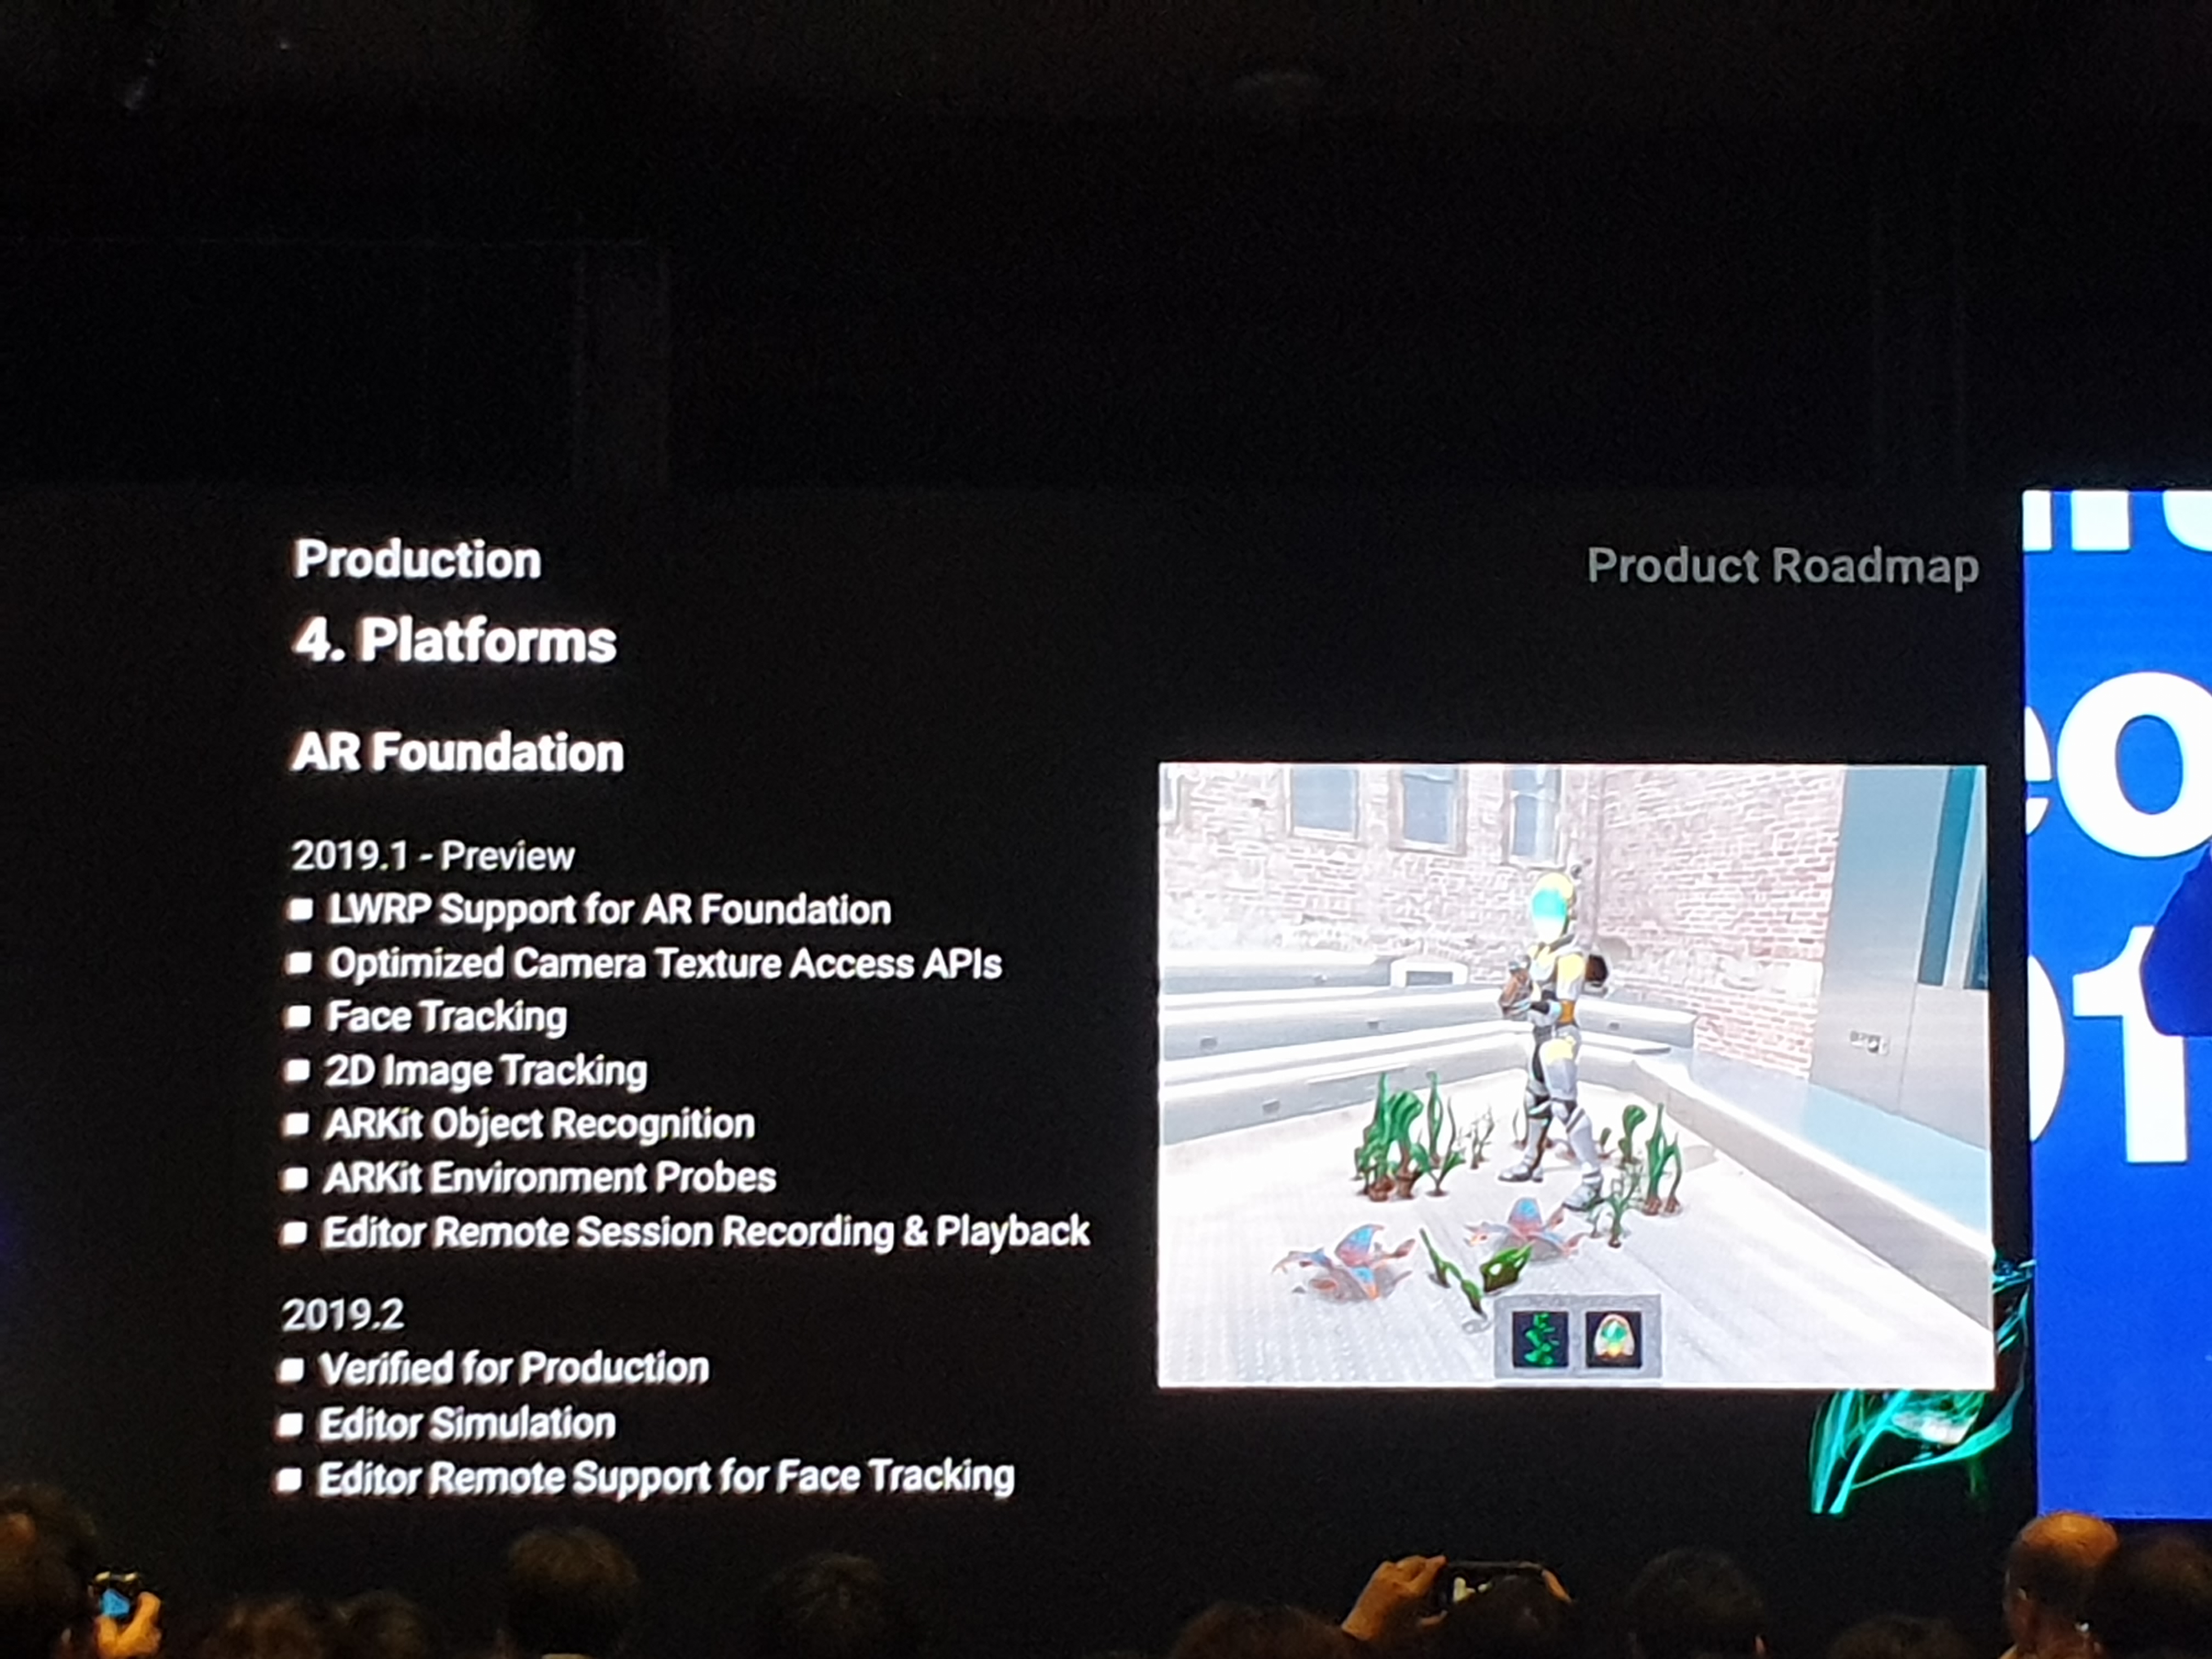 Production
Product Roadmap
4. Platforms
AR Foundation
2019.1 - Preview
LWRP Support for AR Foundation
Optimized Camera Texture Access APIs
Face Tracking
2D Image Tracking
ARKit Object Recognition
ARKit Environment Probes
Editor Remote Session Recording & Playback
2019.2
Verified for Production
Editor Simulation
Editor Remote Support for Face Tracking